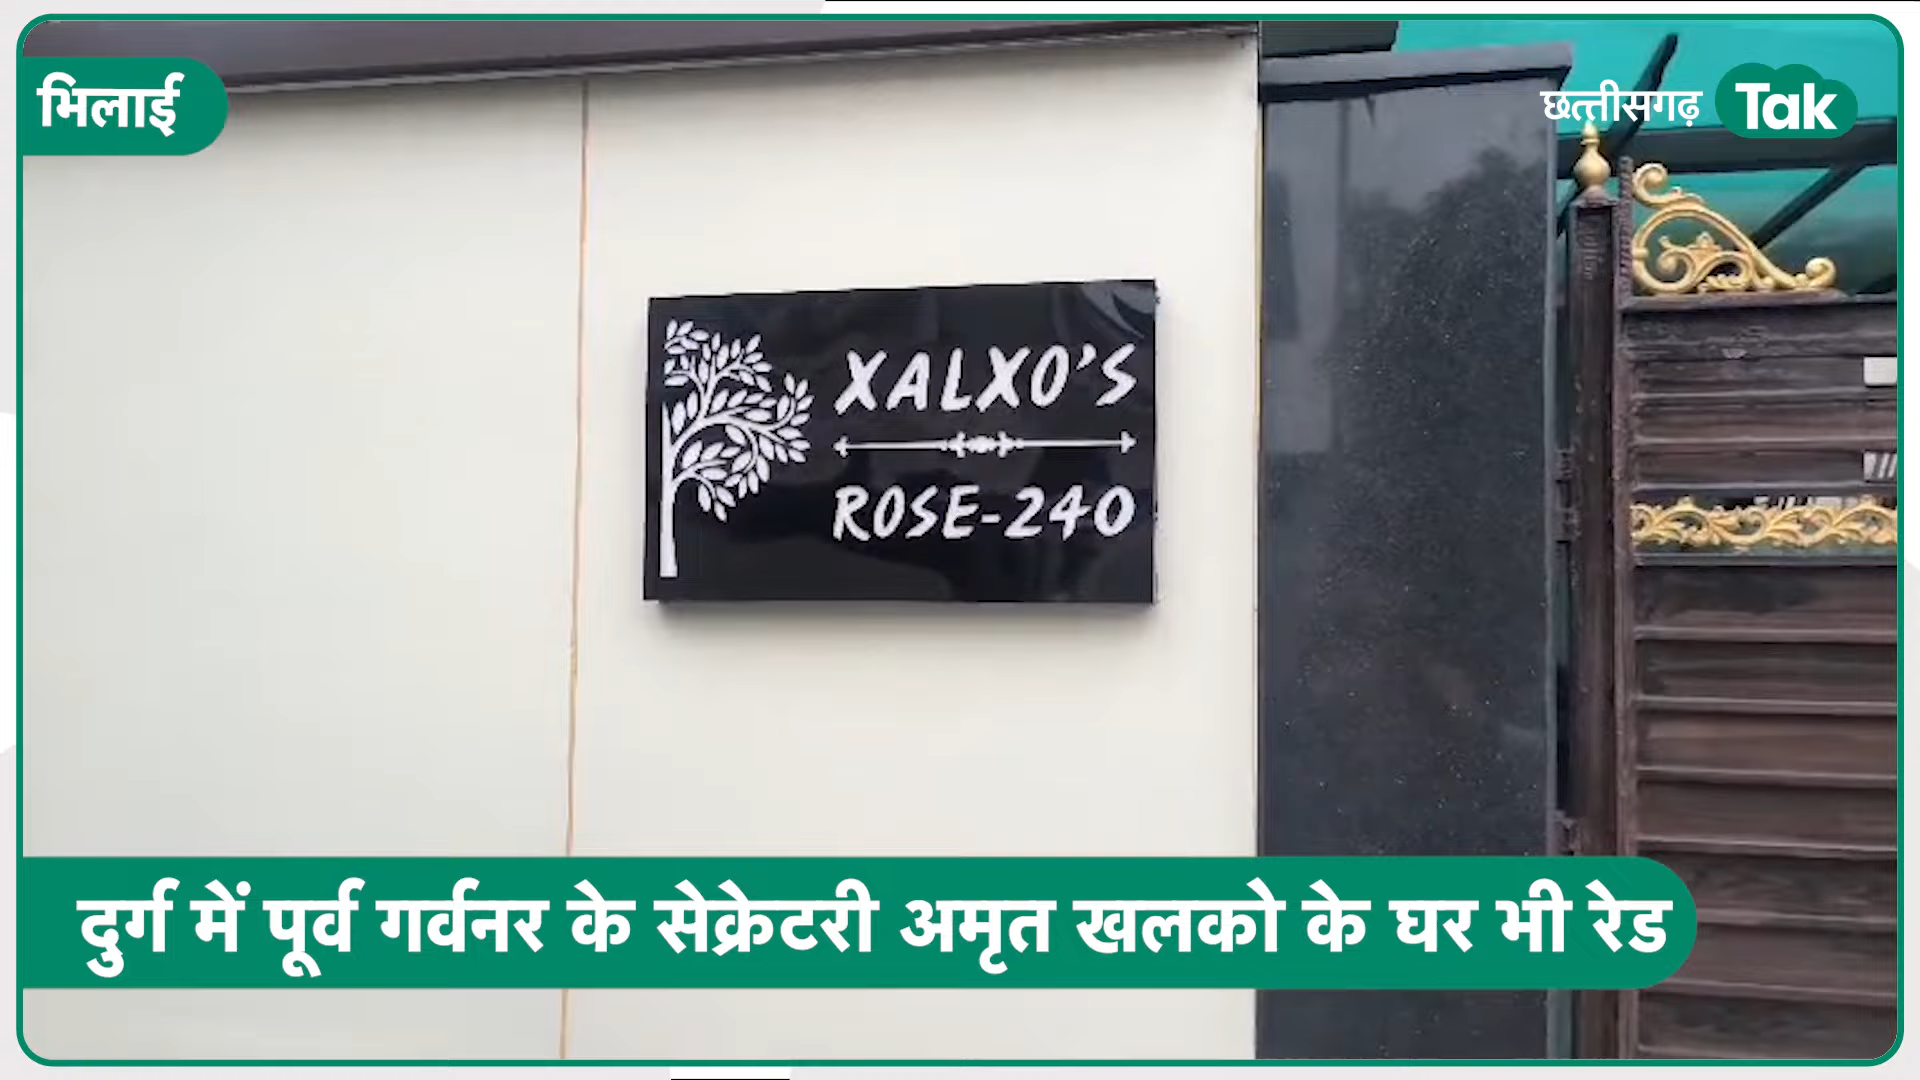 भिलाई
छत्तीसगढ़ Tak
XALXO'S
ROSE-240
दुर्ग में पूर्व गर्वनर के सेक्रेटरी अमृत खलको के घर भी रेड